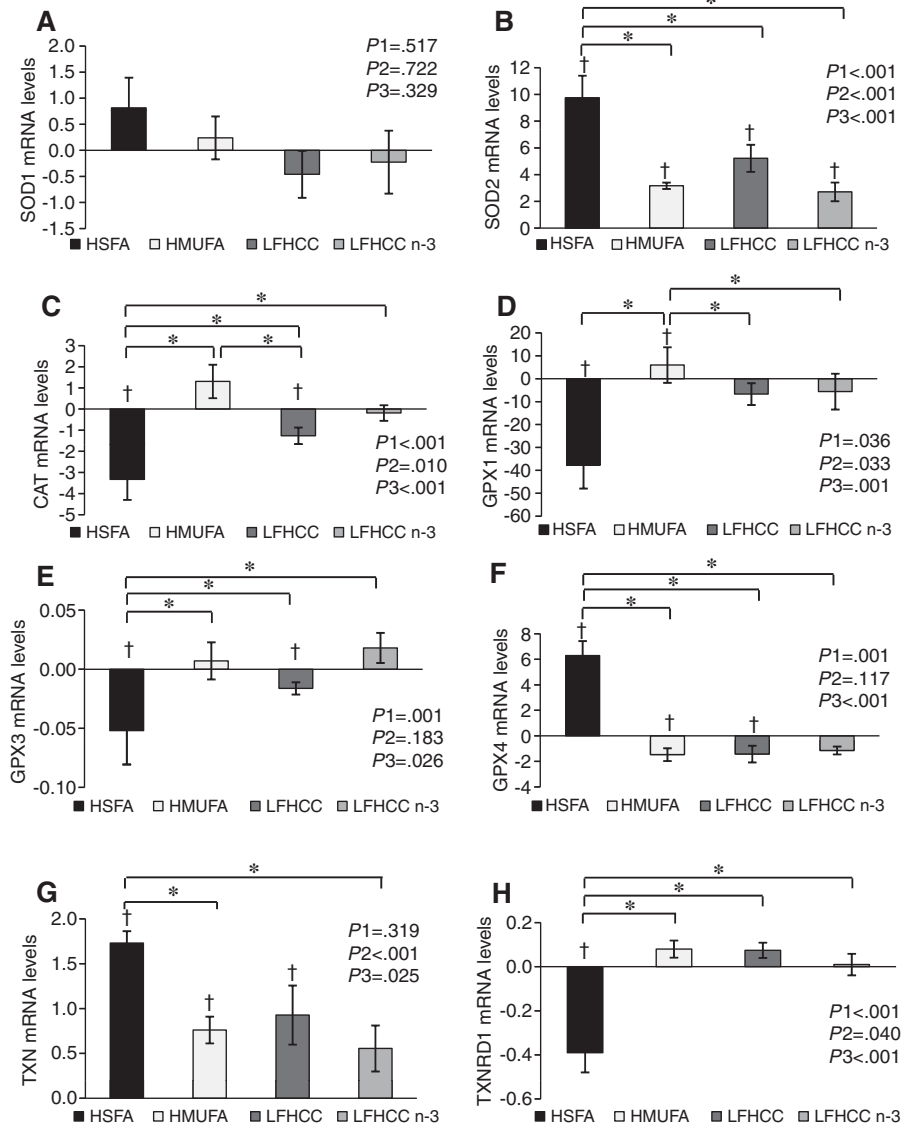 A
SOD1 mRNA levels
2.0
1.5
1.0
0.5
0.0
-0.5
-1.0
-1.5
P1=.517
P2=.722
P3=.329
HSFA HMUFA LFHCC LFHCC n-3
B
SOD2 mRNA levels
12
10
8
6
4
2
0
* * *
† † † †
P1<.001
P2<.001
P3<.001
HSFA HMUFA LFHCC LFHCC n-3
C
CAT mRNA levels
3
2
1
0
-1
-2
-3
-4
-5
*
*
* *
† †
P1<.001
P2=.010
P3<.001
HSFA HMUFA LFHCC LFHCC n-3
D
GPX1 mRNA levels
20
10
0
-10
-20
-30
-40
-50
-60
*
* *
† †
P1=.036
P2=.033
P3=.001
HSFA HMUFA LFHCC LFHCC n-3
E
GPX3 mRNA levels
0.05
0.00
-0.05
-0.10
*
*
*
† †
P1=.001
P2=.183
P3=.026
HSFA HMUFA LFHCC LFHCC n-3
F
GPX4 mRNA levels
8
6
4
2
0
-2
-4
*
*
*
† † †
P1=.001
P2=.117
P3<.001
HSFA HMUFA LFHCC LFHCC n-3
G
TXN mRNA levels
2.0
1.5
1.0
0.5
0.0
*
*
† † †
P1=.319
P2<.001
P3=.025
HSFA HMUFA LFHCC LFHCC n-3
H
TXNRD1 mRNA levels
0.2
0.0
-0.2
-0.4
-0.6
*
*
*
†
P1<.001
P2=.040
P3<.001
HSFA HMUFA LFHCC LFHCC n-3